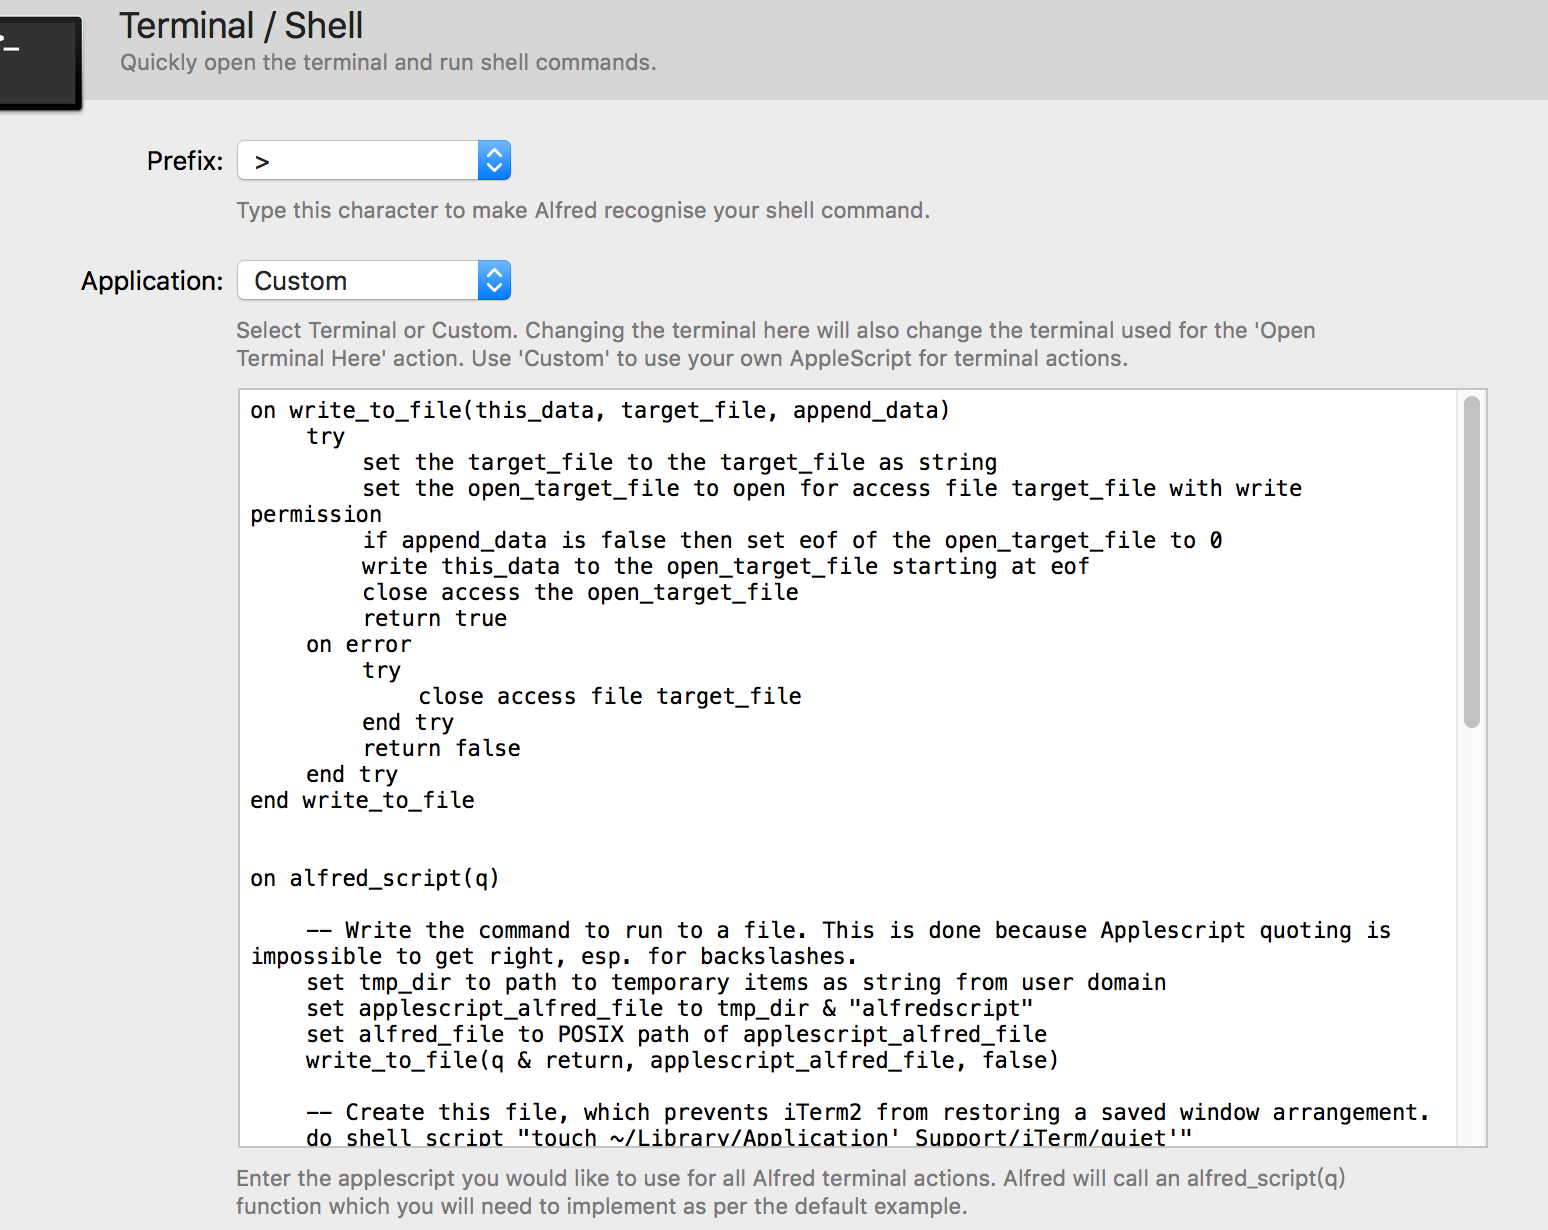 Terminal / Shell
Quickly open the terminal and run shell commands.
Prefix: >
Type this character to make Alfred recognise your shell command.
Application: Custom
Select Terminal or Custom. Changing the terminal here will also change the terminal used for the 'Open
Terminal Here' action. Use 'Custom' to use your own AppleScript for terminal actions.
on write_to_file(this_data, target_file, append_data)
    try
        set the target_file to the target_file as string
        set the open_target_file to open for access file target_file with write
permission
        if append_data is false then set eof of the open_target_file to 0
        write this_data to the open_target_file starting at eof
        close access the open_target_file
        return true
    on error
        try
            close access file target_file
        end try
        return false
    end try
end write_to_file
on alfred_script(q)
    -- Write the command to run to a file. This is done because Applescript quoting is
impossible to get right, esp. for backslashes.
    set tmp_dir to path to temporary items as string from user domain
    set applescript_alfred_file to tmp_dir & "alfredscript"
    set alfred_file to POSIX path of applescript_alfred_file
    write_to_file(q & return, applescript_alfred_file, false)
    -- Create this file, which prevents iTerm2 from restoring a saved window arrangement.
    do shell script "touch ~/Library/Application' Support/iTerm/quiet'"
Enter the applescript you would like to use for all Alfred terminal actions. Alfred will call an alfred_script(q)
function which you will need to implement as per the default example.